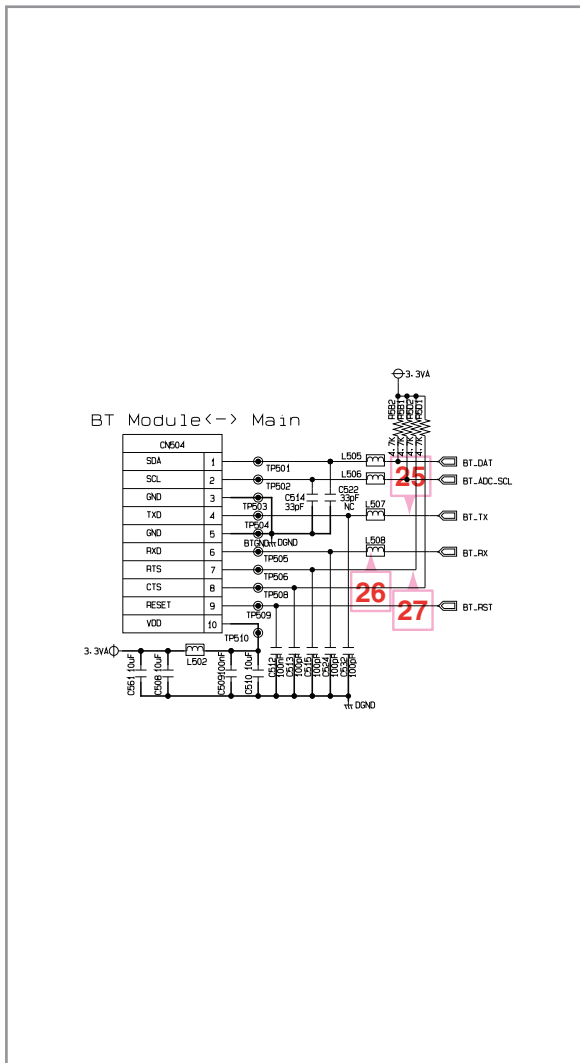 3.3VA
R582
R581
R502
R501
4.7K
4.7K
4.7K
4.7K
BT Module<-> Main
CN504
SDA 1
SCL 2
GND 3
TXD 4
GND 5
RXD 6
RTS 7
CTS 8
RESET 9
VDD 10
TP501
TP502
TP503
TP504
BTGND DGND
TP505
TP506
TP508
TP509
TP510
C514
33pF
C522
33pF
NC
L505
L506
L507
L508
25
26
27
BT_DAT
BT_ADC_SCL
BT_TX
BT_RX
BT_RST
3.3VA
L502
C561 10uF
C508 10uF
C509 100nF
C510 10uF
C512 100nF
C513 100pF
C515 100pF
C524 100pF
C532 100pF
DGND